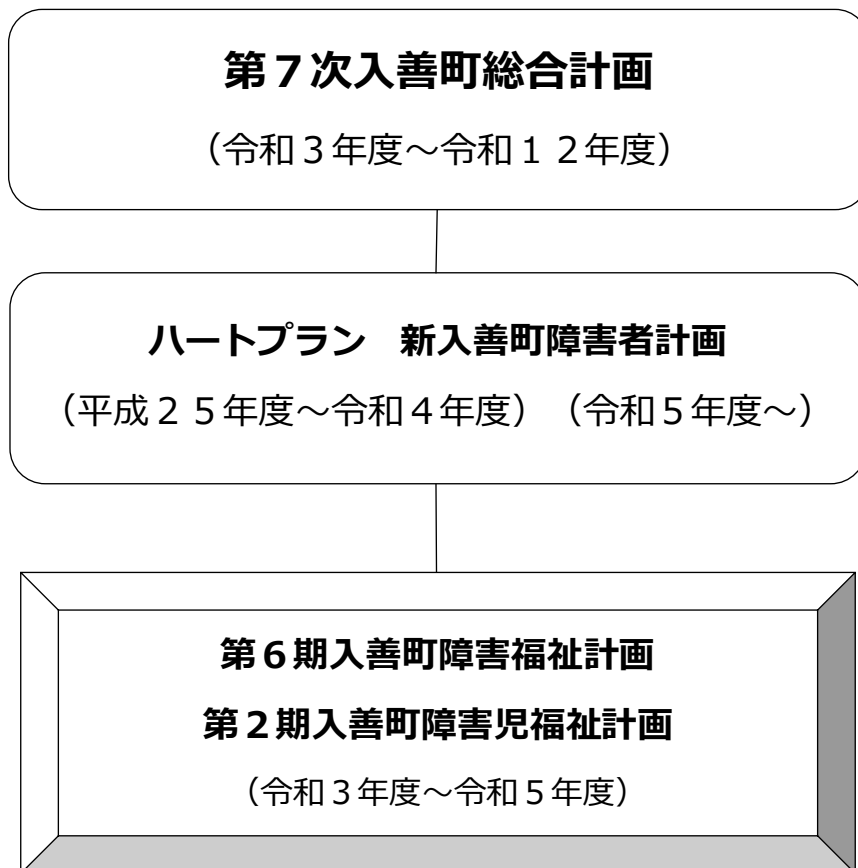 第７次入善町総合計画
（令和３年度～令和１２年度）
ハートプラン　新入善町障害者計画
（平成２５年度～令和４年度）（令和５年度～）
第６期入善町障害福祉計画
第２期入善町障害児福祉計画
（令和３年度～令和５年度）